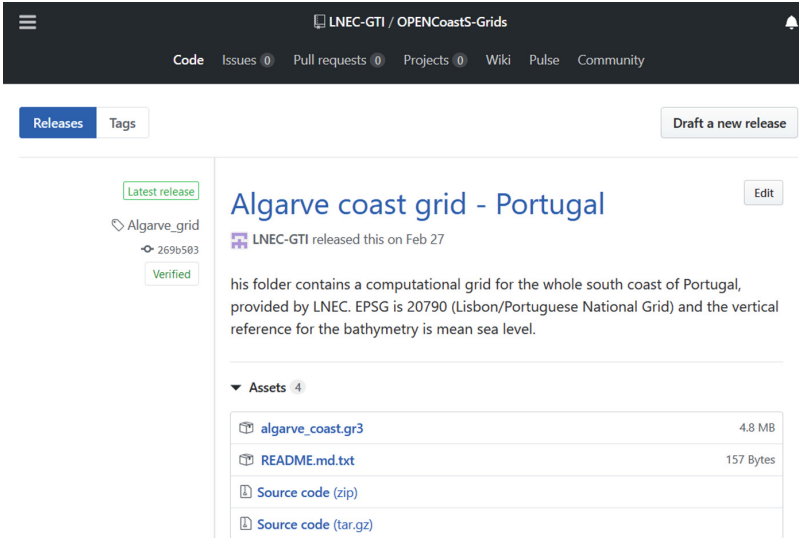 LNEC-GTI / OPENCoastS-Grids
Code Issues 0 Pull requests 0 Projects 0 Wiki Pulse Community
Releases Tags Draft a new release
Latest release
Algarve_grid
269b503
Verified
Algarve coast grid - Portugal Edit
LNEC-GTI released this on Feb 27
his folder contains a computational grid for the whole south coast of Portugal,
provided by LNEC. EPSG is 20790 (Lisbon/Portuguese National Grid) and the vertical
reference for the bathymetry is mean sea level.
Assets 4
algarve_coast.gr3 4.8 MB
README.md.txt 157 Bytes
Source code (zip)
Source code (tar.gz)